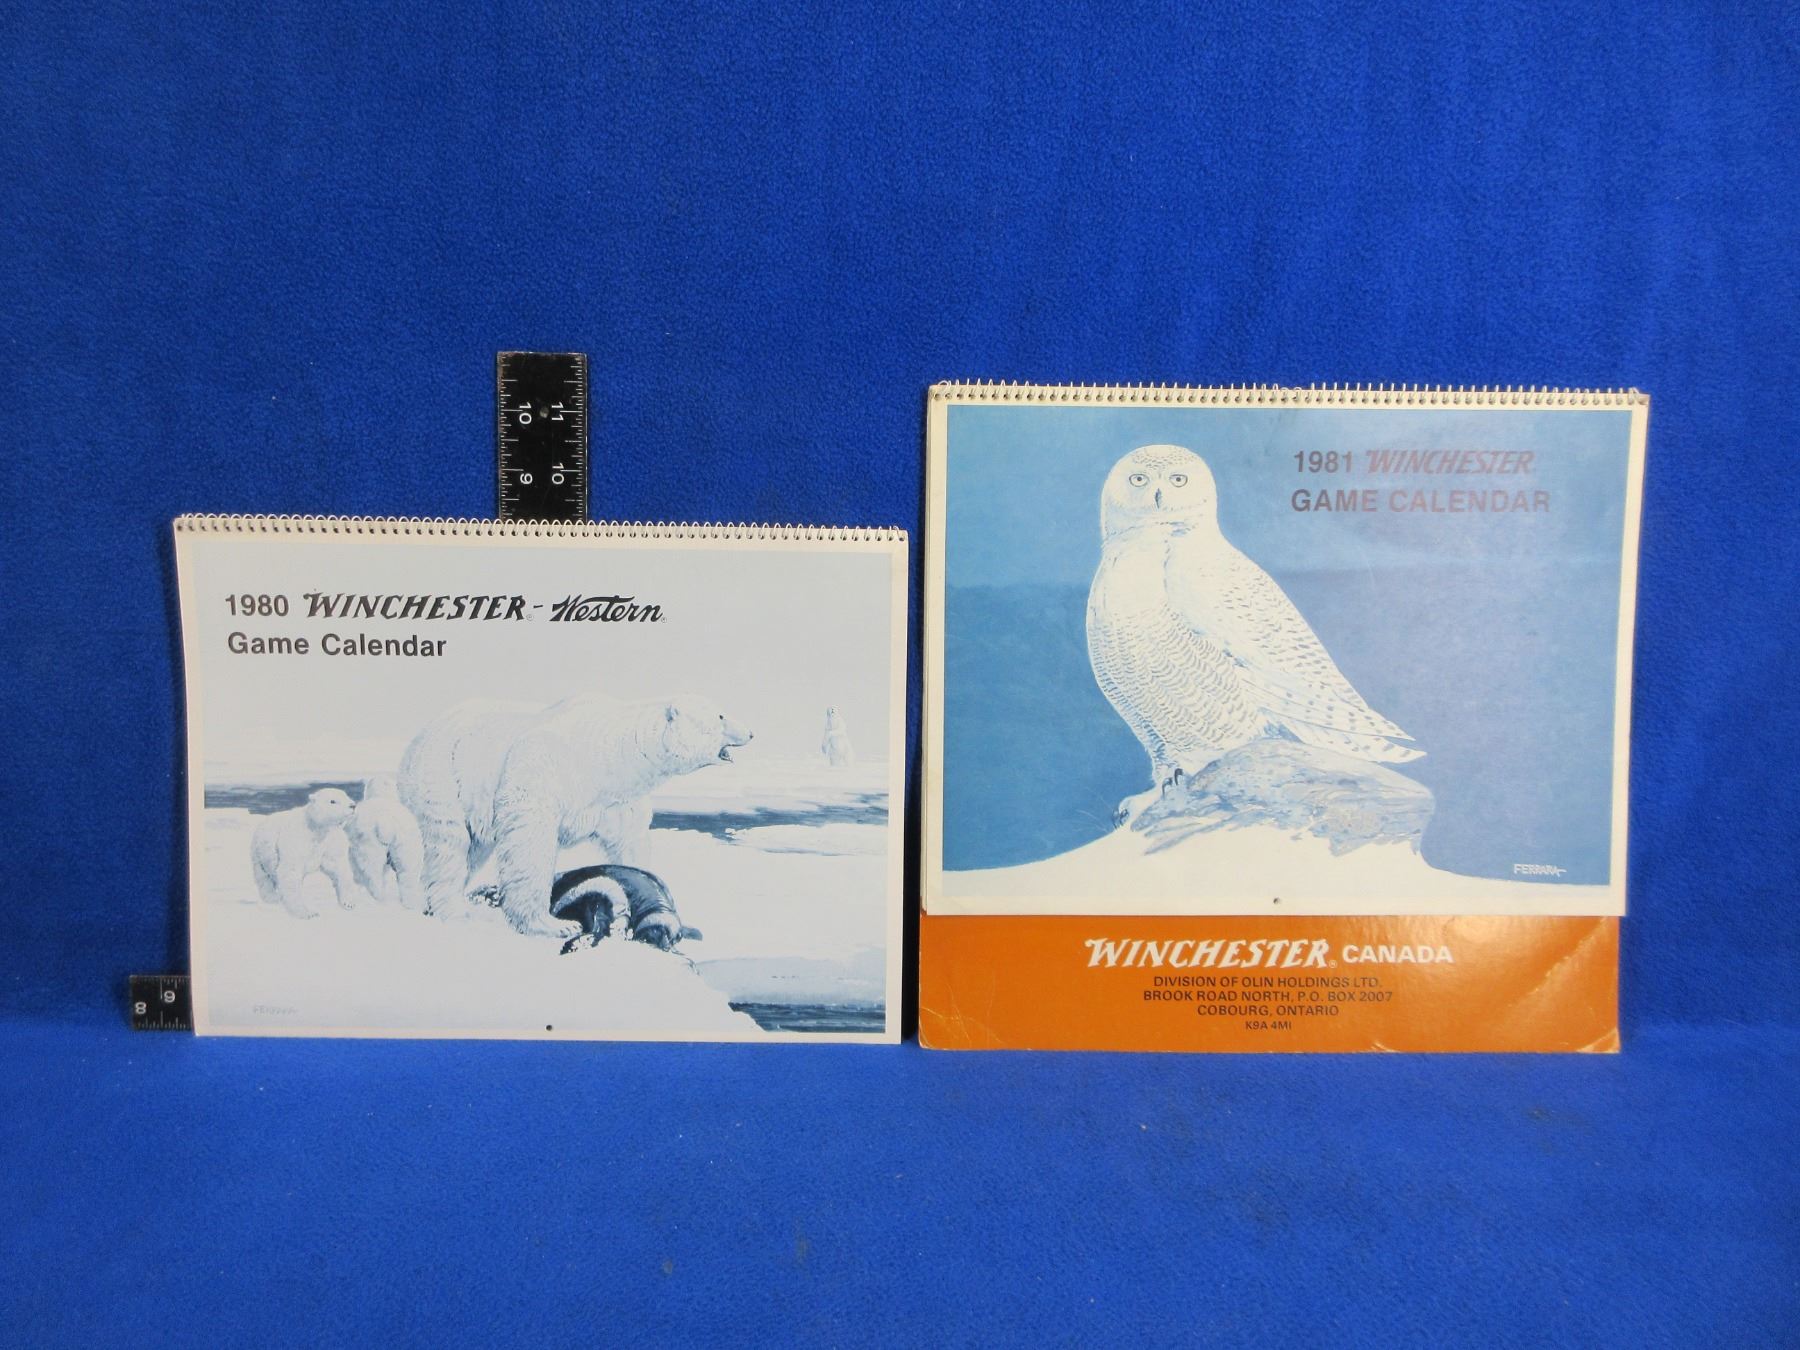 10 11
9 10
1980 WINCHESTER® - Western®
Game Calendar
FERRARA
8 9
1981 WINCHESTER
GAME CALENDAR
FERRARA
WINCHESTER® CANADA
DIVISION OF OLIN HOLDINGS LTD.
BROOK ROAD NORTH, P.O. BOX 2007
COBOURG, ONTARIO
K9A 4M1